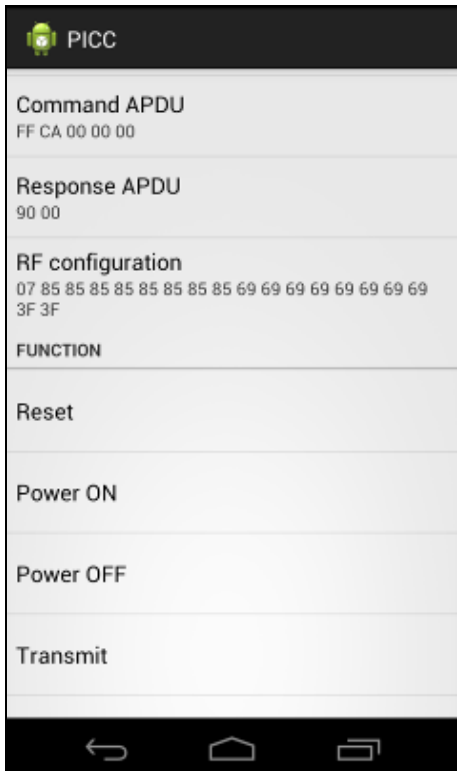 PICC
Command APDU
FF CA 00 00 00
Response APDU
90 00
RF configuration
07 85 85 85 85 85 85 85 85 69 69 69 69 69 69 69 69
3F 3F
FUNCTION
Reset
Power ON
Power OFF
Transmit